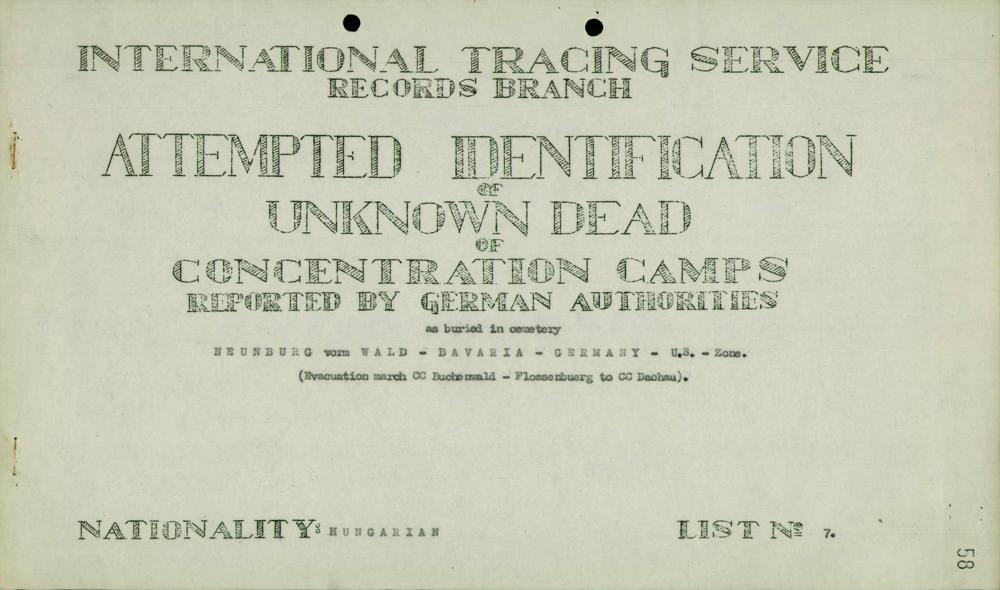 INTERNATIONAL TRACING SERVICE
RECORDS BRANCH
ATTEMPTED IDENTIFICATION
OF
UNKNOWN DEAD
OF
CONCENTRATION CAMPS
REPORTED BY GERMAN AUTHORITIES
as buried in cemetery
NEUNBURG vorm WALD - BAVARIA - GERMANY - U.S. - Zone.
(Evacuation march CC Buchenwald - Flossenbuerg to CC Dachau).
NATIONALITY: HUNGARIAN
LIST Nº 7.
58